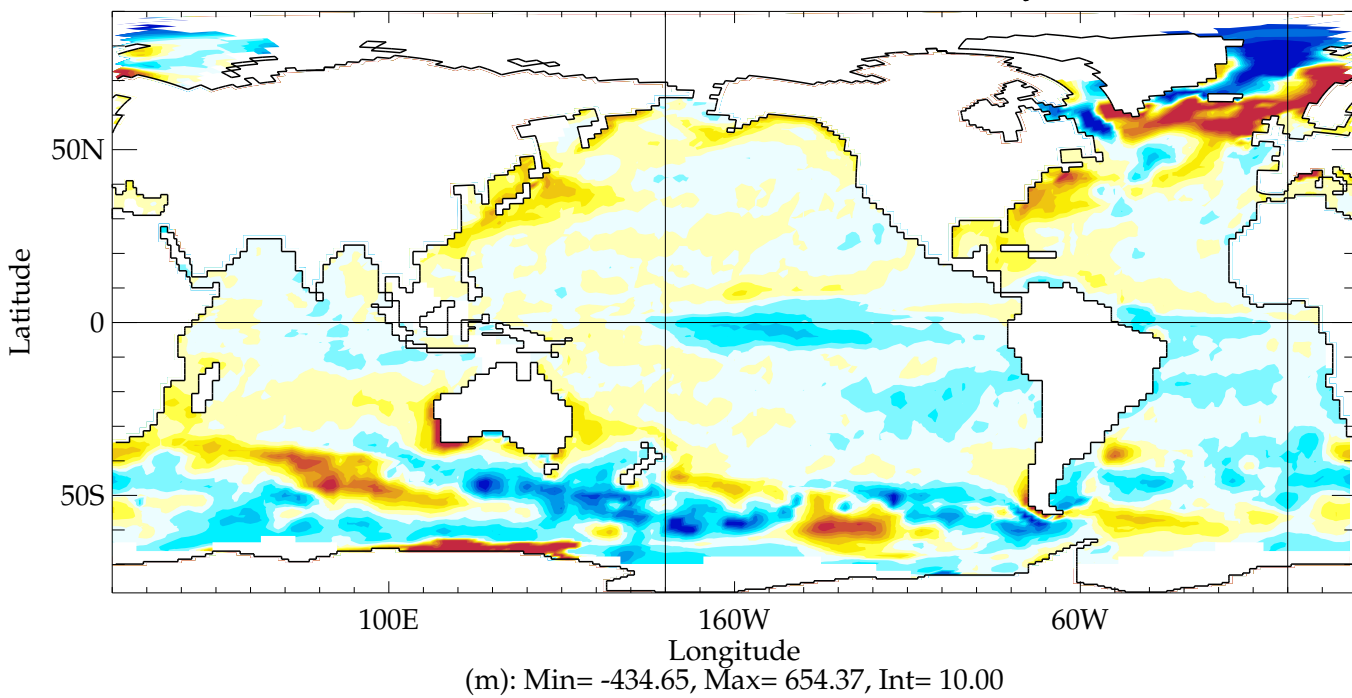 50N
0
50S
Latitude
100E
160W
60W
Longitude
(m): Min= -434.65, Max= 654.37, Int= 10.00